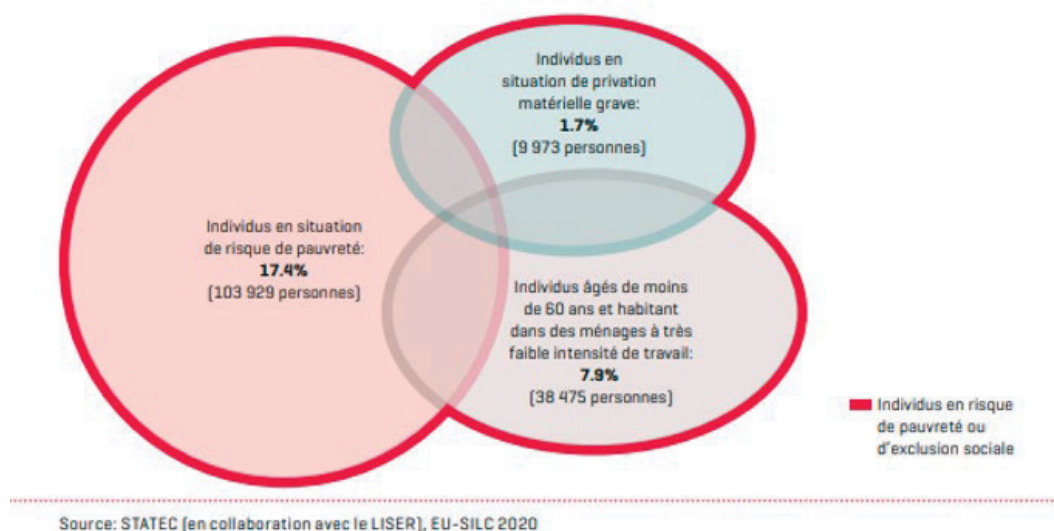 Individus en
situation de privation
matérielle grave:
1.7%
(9 973 personnes)
Individus en situation
de risque de pauvreté:
17.4%
(103 929 personnes)
Individus âgés de moins
de 60 ans et habitant
dans des ménages à très
faible intensité de travail:
7.9%
(38 475 personnes)
Individus en risque
de pauvreté ou
d'exclusion sociale
Source: STATEC (en collaboration avec le LISER), EU-SILC 2020